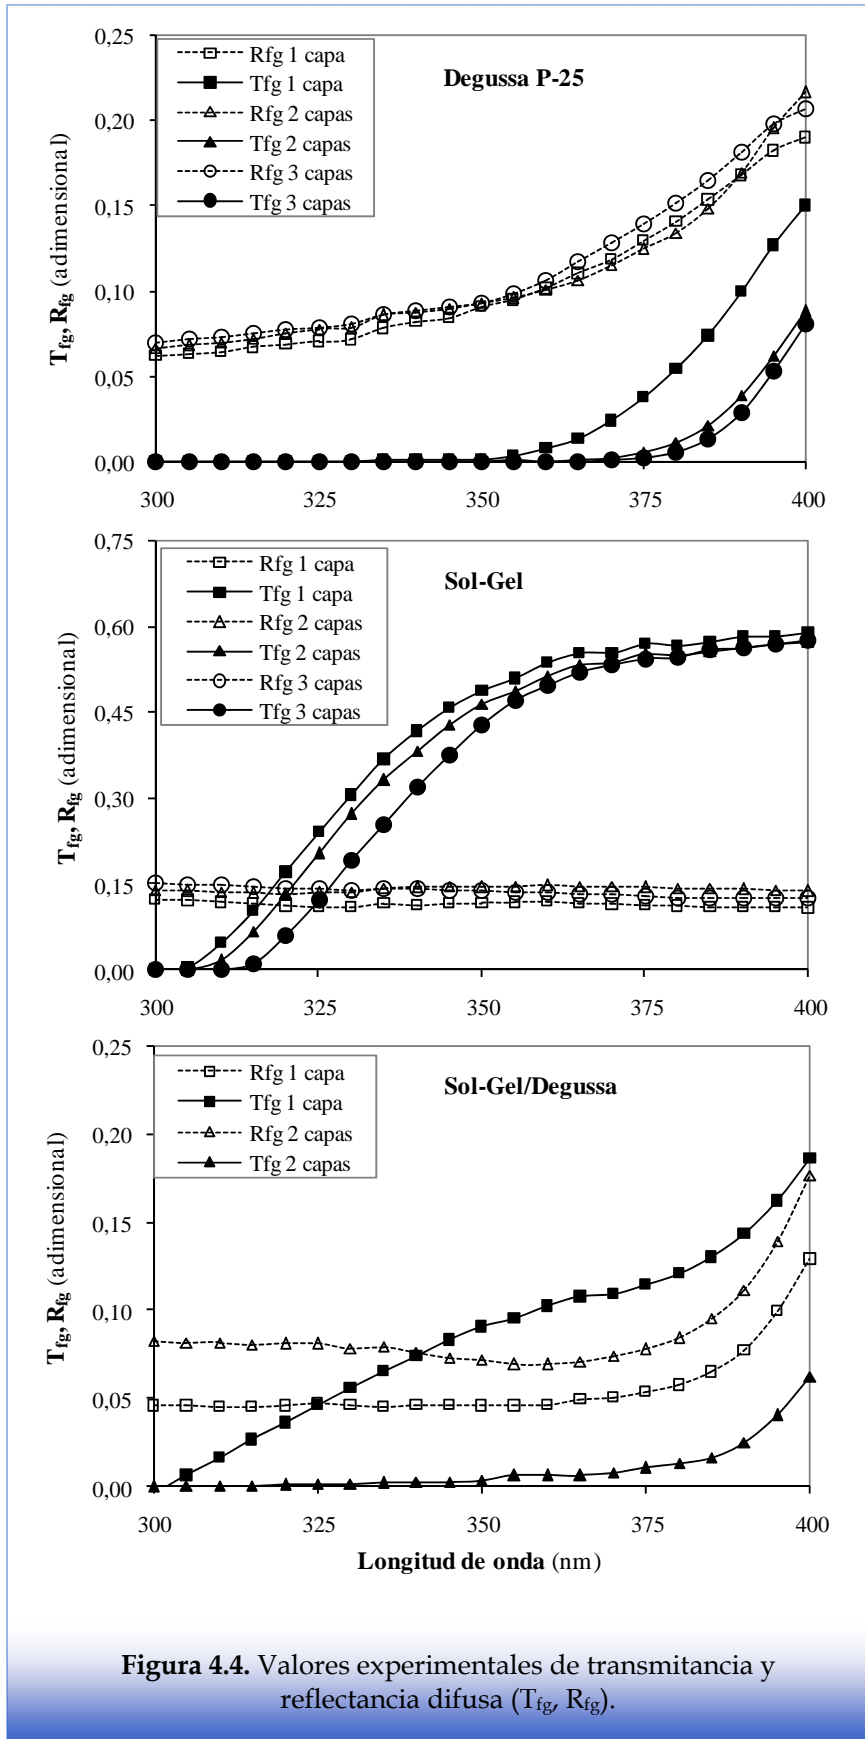 0,25
Rfg 1 capa
Tfg 1 capa
Rfg 2 capas
Tfg 2 capas
Rfg 3 capas
Tfg 3 capas
Degussa P-25
0,20
0,15
0,10
0,05
0,00
Tfg, Rfg (adimensional)
300
325
350
375
400
0,75
Rfg 1 capa
Tfg 1 capa
Rfg 2 capas
Tfg 2 capas
Rfg 3 capas
Tfg 3 capas
Sol-Gel
0,60
0,45
0,30
0,15
0,00
Tfg, Rfg (adimensional)
300
325
350
375
400
0,25
Rfg 1 capa
Tfg 1 capa
Rfg 2 capas
Tfg 2 capas
Sol-Gel/Degussa
0,20
0,15
0,10
0,05
0,00
Tfg, Rfg (adimensional)
300
325
350
375
400
Longitud de onda (nm)
Figura 4.4. Valores experimentales de transmitancia y
reflectancia difusa (Tfg, Rfg).